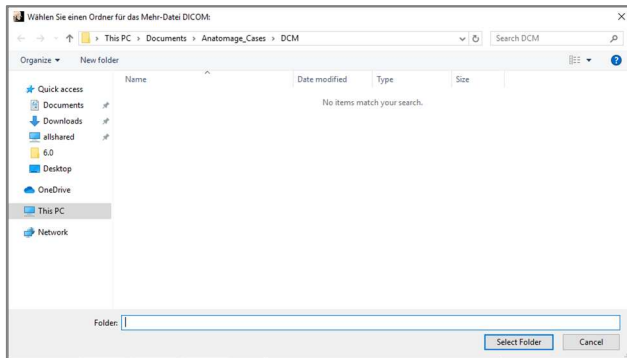 Wählen Sie einen Ordner für das Mehr-Datei DICOM:
This PC › Documents › Anatomage_Cases › DCM
Search DCM
Organize
New folder
Name Date modified Type Size
No items match your search.
Quick access
Documents
Downloads
allshared
6.0
Desktop
OneDrive
This PC
Network
Folder:
Select Folder Cancel